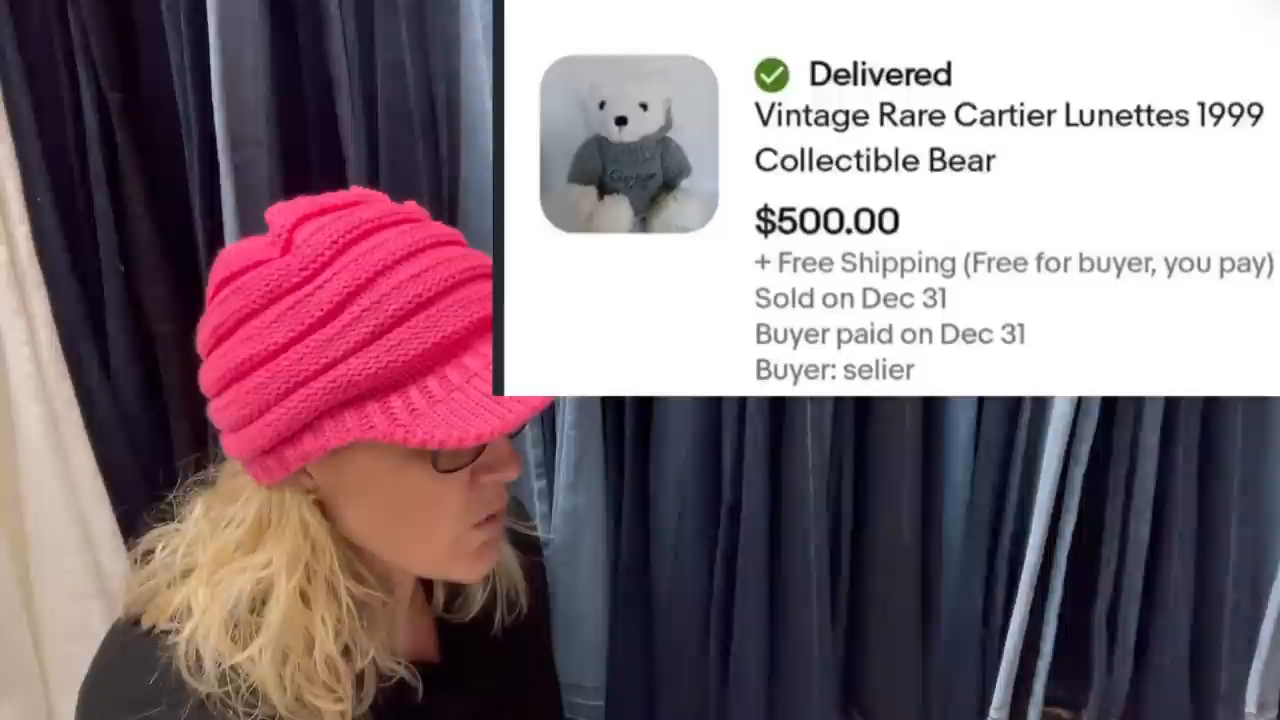 Delivered
Vintage Rare Cartier Lunettes 1999
Collectible Bear
$500.00
+ Free Shipping (Free for buyer, you pay)
Sold on Dec 31
Buyer paid on Dec 31
Buyer: selier